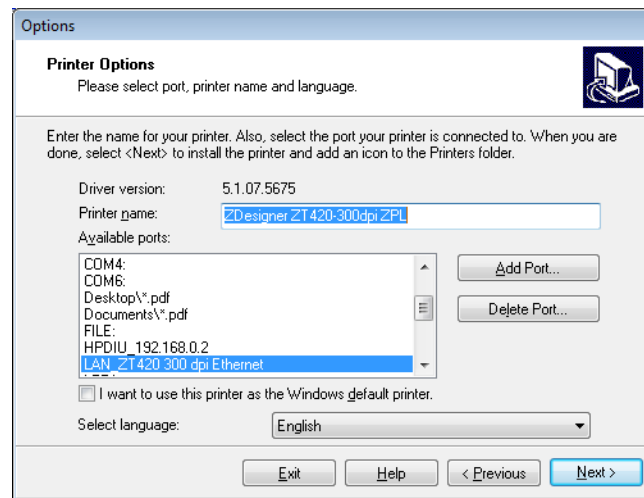 Options
Printer Options
Please select port, printer name and language.
Enter the name for your printer. Also, select the port your printer is connected to. When you are
done, select <Next> to install the printer and add an icon to the Printers folder.
Driver version: 5.1.07.5675
Printer name: ZDesigner ZT420-300dpi ZPL
Available ports:
COM4:
COM6:
Desktop\*.pdf
Documents\*.pdf
FILE:
HPDIU_192.168.0.2
LAN_ZT420 300 dpi Ethernet
Add Port...
Delete Port...
I want to use this printer as the Windows default printer.
Select language: English
Exit Help < Previous Next >